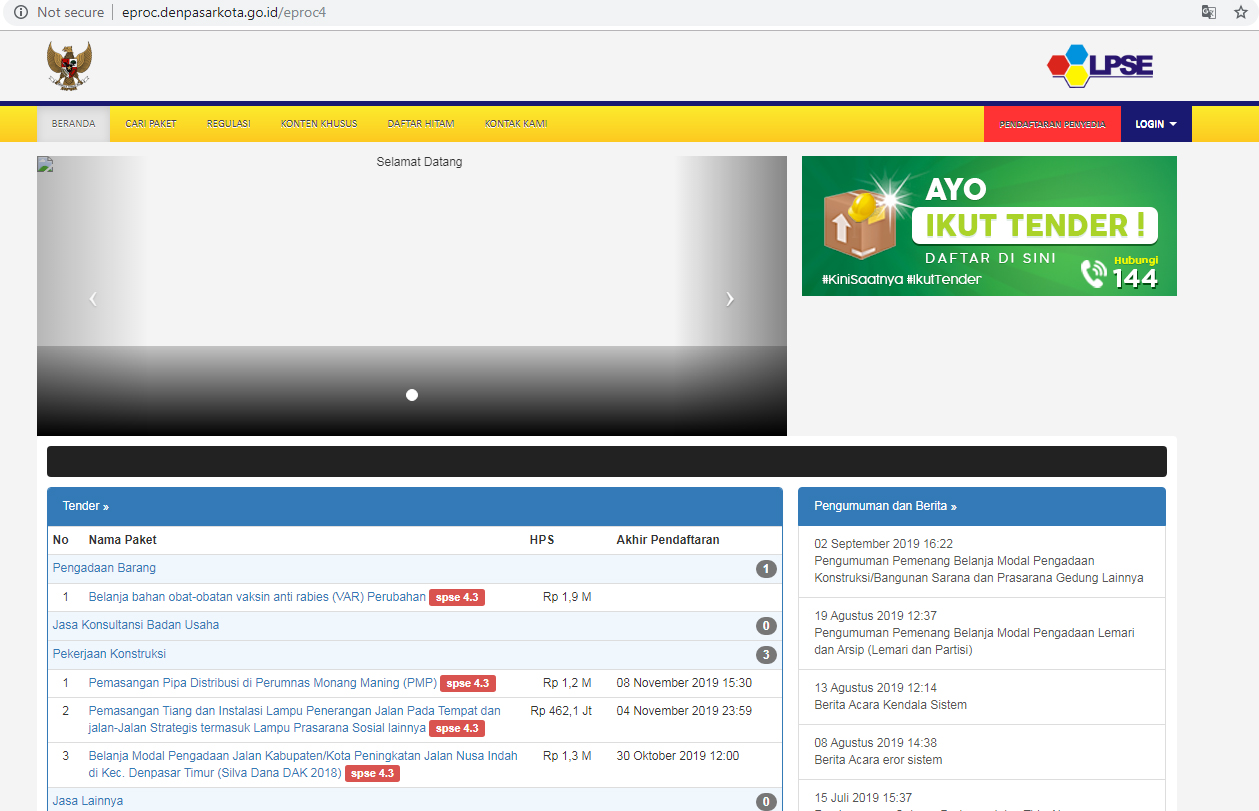 Not secure | eproc.denpasarkota.go.id/eproc4
LPSE
BERANDA CARI PAKET REGULASI KONTEN KHUSUS DAFTAR HITAM KONTAK KAMI PENDAFTARAN PENYEDIA LOGIN
Selamat Datang
AYO
IKUT TENDER !
DAFTAR DI SINI
#KiniSaatnya #IkutTender
Hubungi
144
Tender »
No Nama Paket HPS Akhir Pendaftaran
Pengadaan Barang 1
1 Belanja bahan obat-obatan vaksin anti rabies (VAR) Perubahan spse 4.3 Rp 1,9 M
Jasa Konsultansi Badan Usaha 0
Pekerjaan Konstruksi 3
1 Pemasangan Pipa Distribusi di Perumnas Monang Maning (PMP) spse 4.3 Rp 1,2 M 08 November 2019 15:30
2 Pemasangan Tiang dan Instalasi Lampu Penerangan Jalan Pada Tempat dan Rp 462,1 Jt 04 November 2019 23:59
jalan-Jalan Strategis termasuk Lampu Prasarana Sosial lainnya spse 4.3
3 Belanja Modal Pengadaan Jalan Kabupaten/Kota Peningkatan Jalan Nusa Indah Rp 1,3 M 30 Oktober 2019 12:00
di Kec. Denpasar Timur (Silva Dana DAK 2018) spse 4.3
Jasa Lainnya 0
Pengumuman dan Berita »
02 September 2019 16:22
Pengumuman Pemenang Belanja Modal Pengadaan
Konstruksi/Bangunan Sarana dan Prasarana Gedung Lainnya
19 Agustus 2019 12:37
Pengumuman Pemenang Belanja Modal Pengadaan Lemari
dan Arsip (Lemari dan Partisi)
13 Agustus 2019 12:14
Berita Acara Kendala Sistem
08 Agustus 2019 14:38
Berita Acara eror sistem
15 Juli 2019 15:37